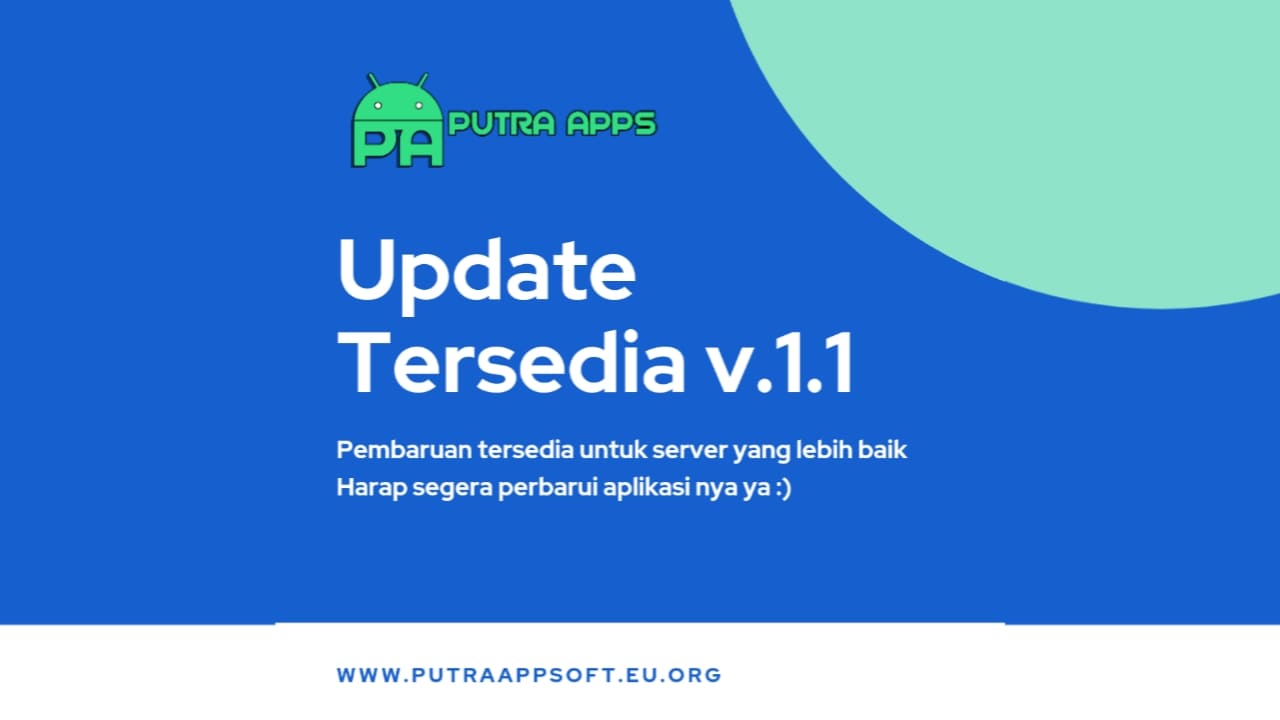 PA PUTRA APPS
Update
Tersedia v.1.1
Pembaruan tersedia untuk server yang lebih baik
Harap segera perbarui aplikasi nya ya :)
WWW.PUTRAAPPSOFT.EU.ORG